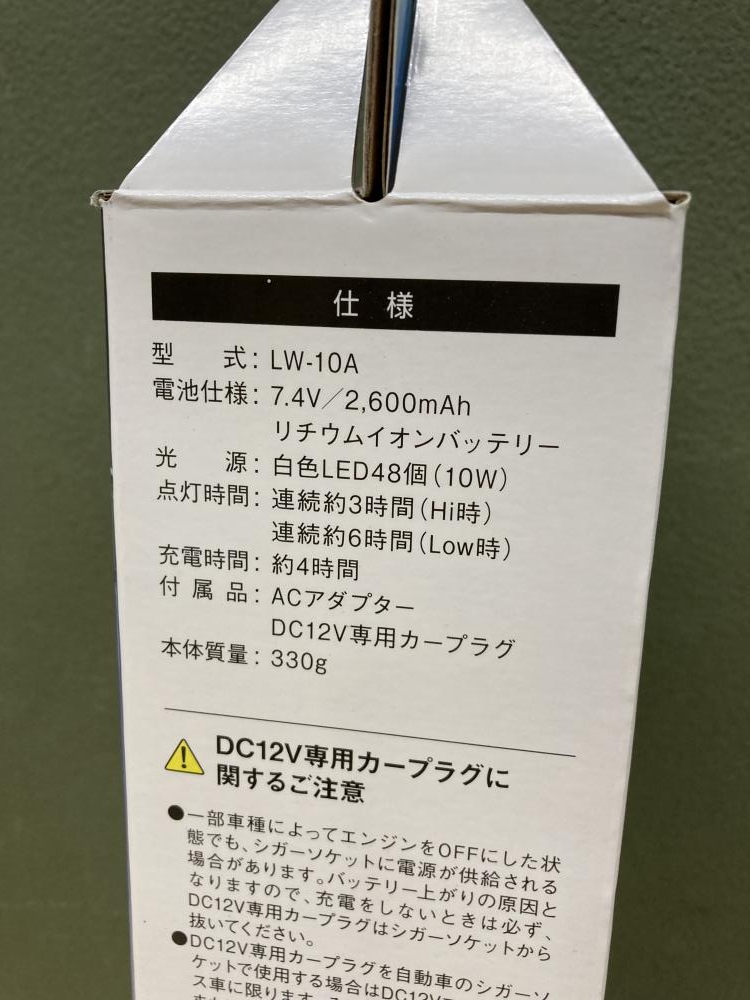 仕様
型　式：LW-10A
電池仕様：7.4V／2,600mAh
リチウムイオンバッテリー
光　源：白色LED48個（10W）
点灯時間：連続約3時間（Hi時）
連続約6時間（Low時）
充電時間：約4時間
付属品：ACアダプター
DC12V専用カープラグ
本体質量：330g
DC12V専用カープラグに
関するご注意
●一部車種によってエンジンをOFFにした状
態でも、シガーソケットに電源が供給される
場合があります。バッテリー上がりの原因と
なりますので、充電をしないときは必ず、
DC12V専用カープラグはシガーソケットから
抜いてください。
●DC12V専用カープラグを自動車のシガーソ
ケットで使用する場合はDC12V
ス車に限ります。